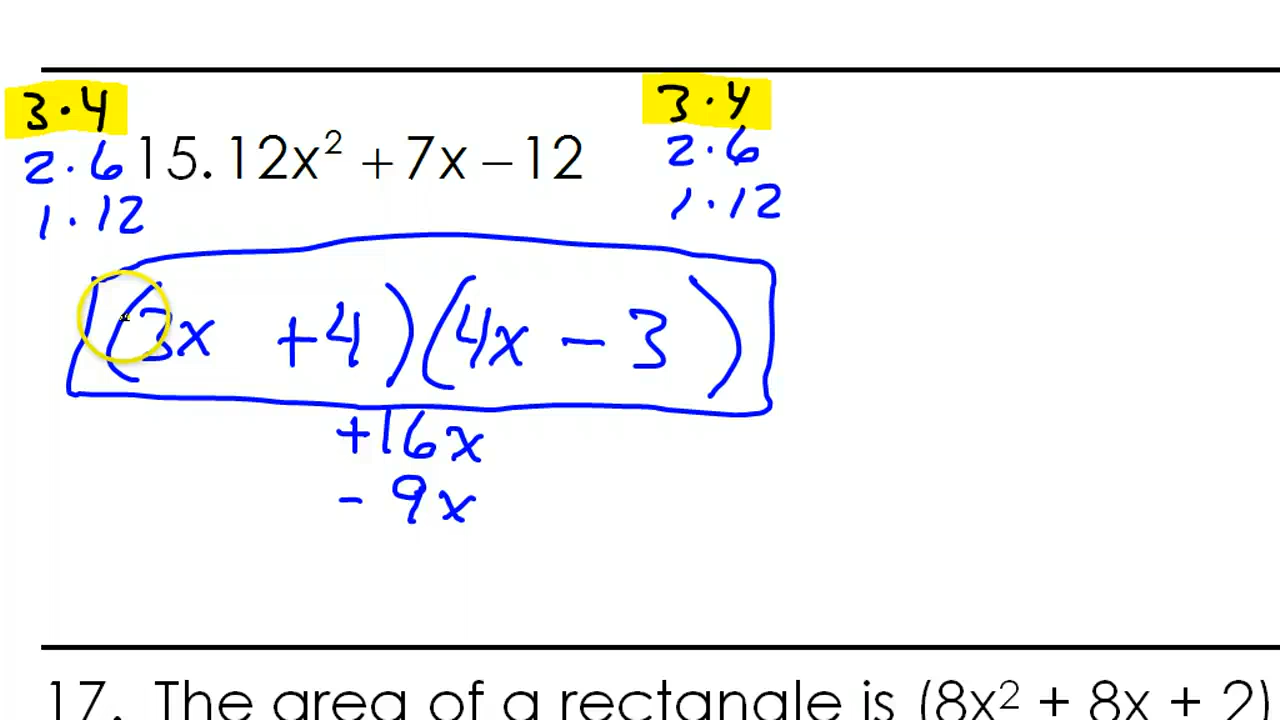 3·4
3·4
15. 12x² + 7x − 12
2·6
2·6
1·12
1·12
(3x +4)(4x − 3)
+16x
- 9x
17. The area of a rectangle is (8x² + 8x + 2)